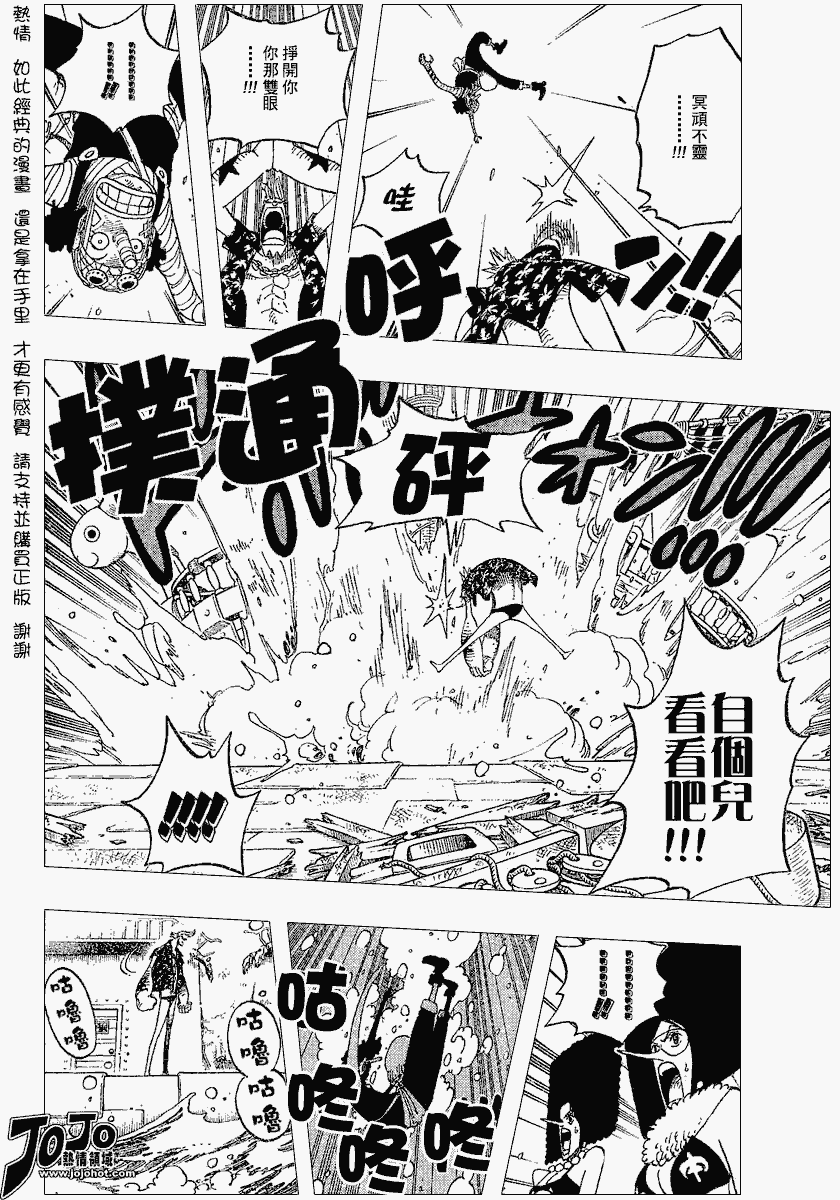 冥頑不靈
………!!!
哇
呼
ン!!
掙開你
你那雙眼
……!!!
………!!
撲通
砰
オン!!!
自個兒
看看吧!!!
!!!!!
………!!
咕
咚咚咚
咕嚕嚕
咕嚕咕嚕
熱情 如此經典的漫畫 還是拿在手里 才更有感覺 請支持並購買正版 謝謝
JOJO
熱情領域
www.jojohot.com